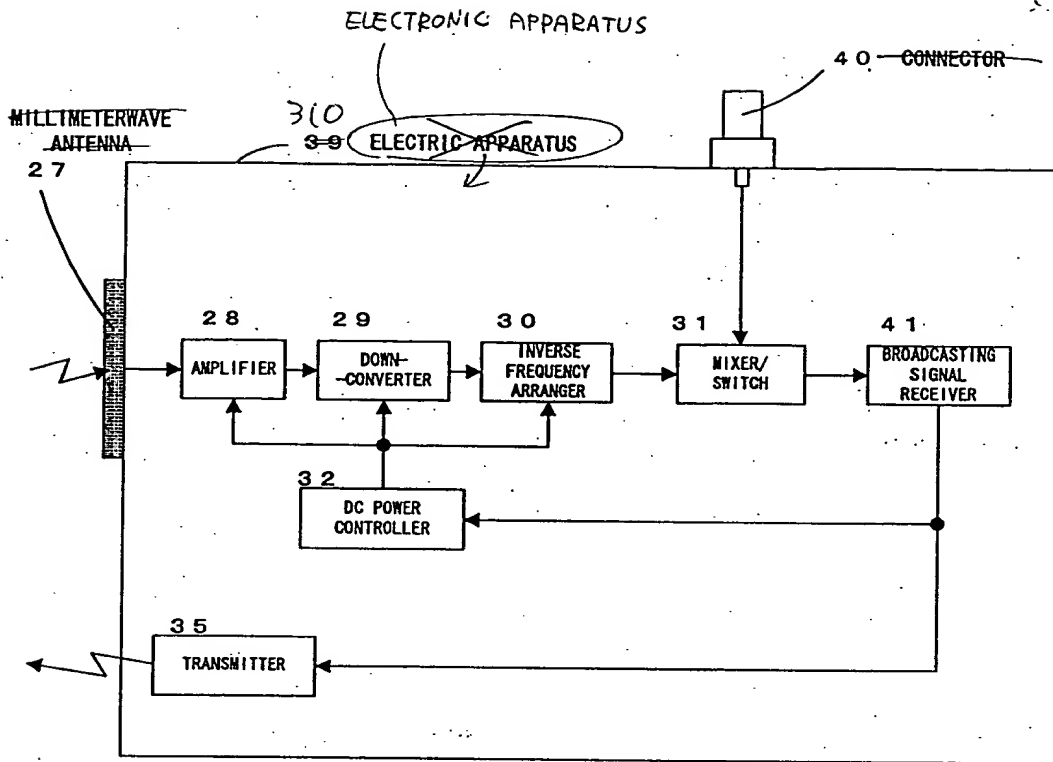 ELECTRONIC APPARATUS
40 CONNECTOR
MILLIMETERWAVE
ANTENNA
27
310
39 ELECTRIC APPARATUS
28
AMPLIFIER
29
DOWN-
-CONVERTER
30
INVERSE
FREQUENCY
ARRANGER
31
MIXER/
SWITCH
41
BROADCASTING
SIGNAL
RECEIVER
32
DC POWER
CONTROLLER
35
TRANSMITTER